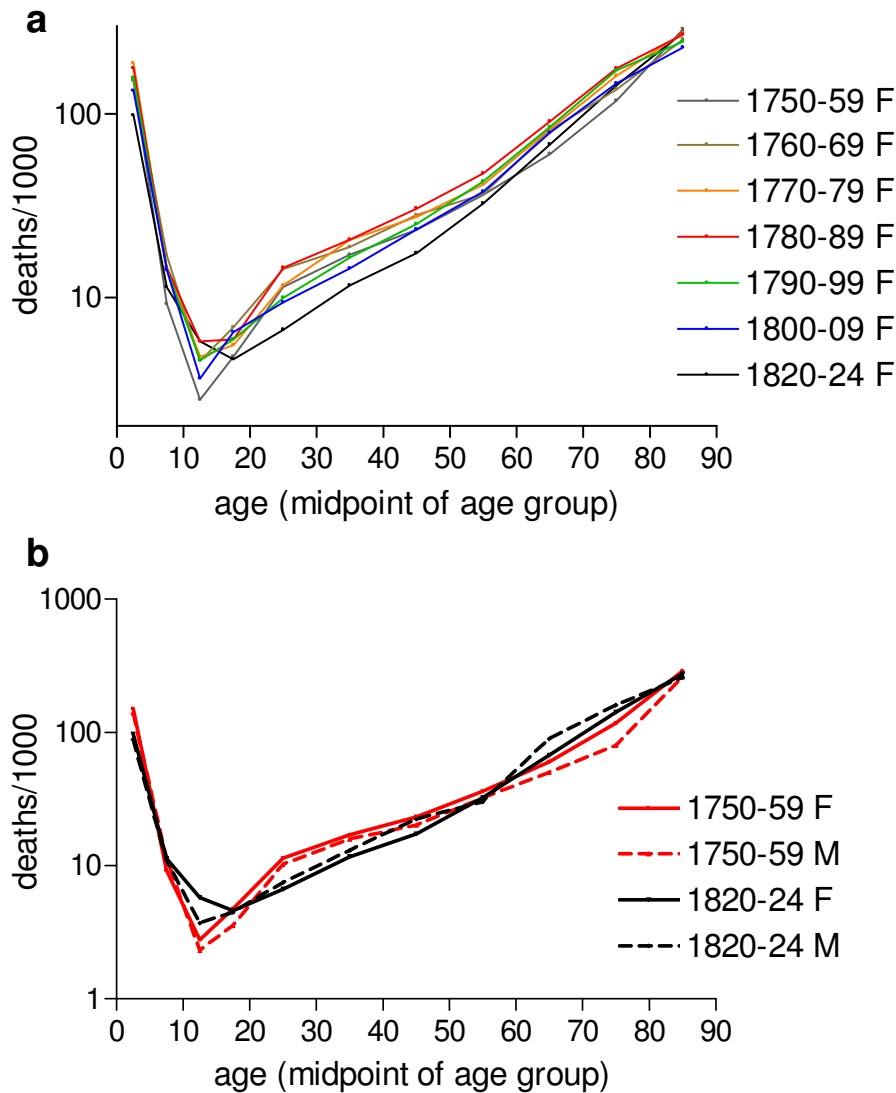 a
deaths/1000
100
10
0 10 20 30 40 50 60 70 80 90
age (midpoint of age group)
1750-59 F
1760-69 F
1770-79 F
1780-89 F
1790-99 F
1800-09 F
1820-24 F
b
deaths/1000
1000
100
10
1
0 10 20 30 40 50 60 70 80 90
age (midpoint of age group)
1750-59 F
1750-59 M
1820-24 F
1820-24 M